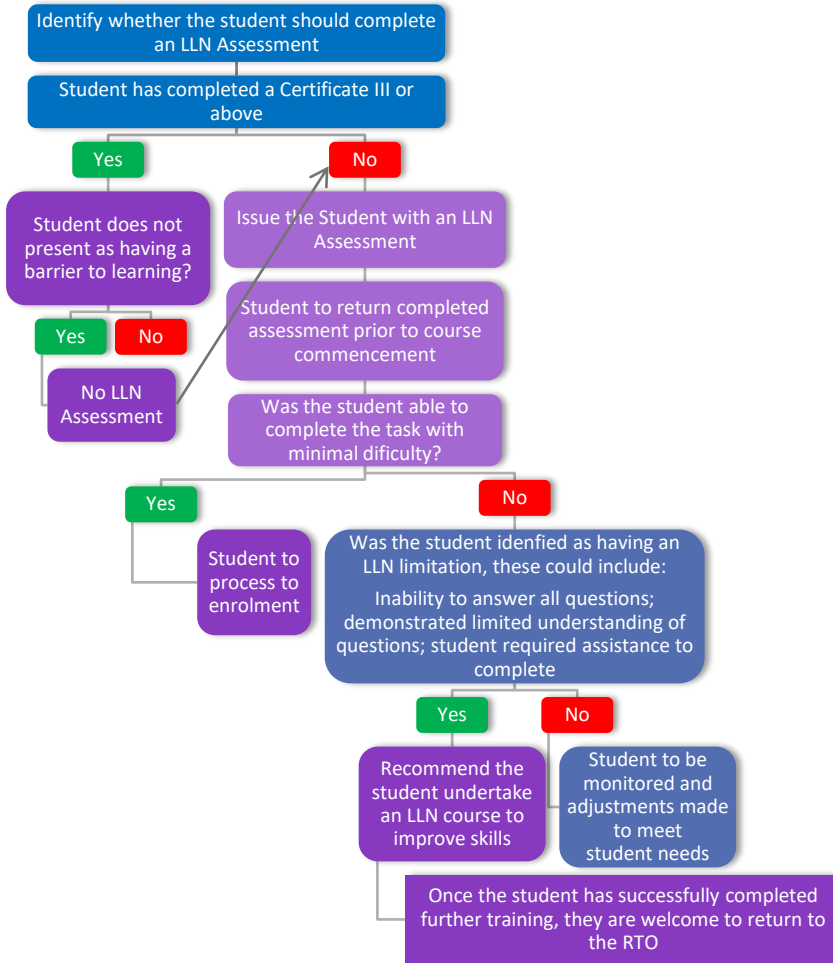 Identify whether the student should complete
an LLN Assessment
Student has completed a Certificate III or
above
Yes
No
Student does not
present as having a
barrier to learning?
Issue the Student with an LLN
Assessment
Student to return completed
assessment prior to course
commencement
Yes
No
No LLN
Assessment
Was the student able to
complete the task with
minimal dificulty?
Yes
No
Student to
process to
enrolment
Was the student idenfied as having an
LLN limitation, these could include:
Inability to answer all questions;
demonstrated limited understanding of
questions; student required assistance to
complete
Yes
No
Recommend the
student undertake
an LLN course to
improve skills
Student to be
monitored and
adjustments made
to meet
student needs
Once the student has successfully completed
further training, they are welcome to return to
the RTO